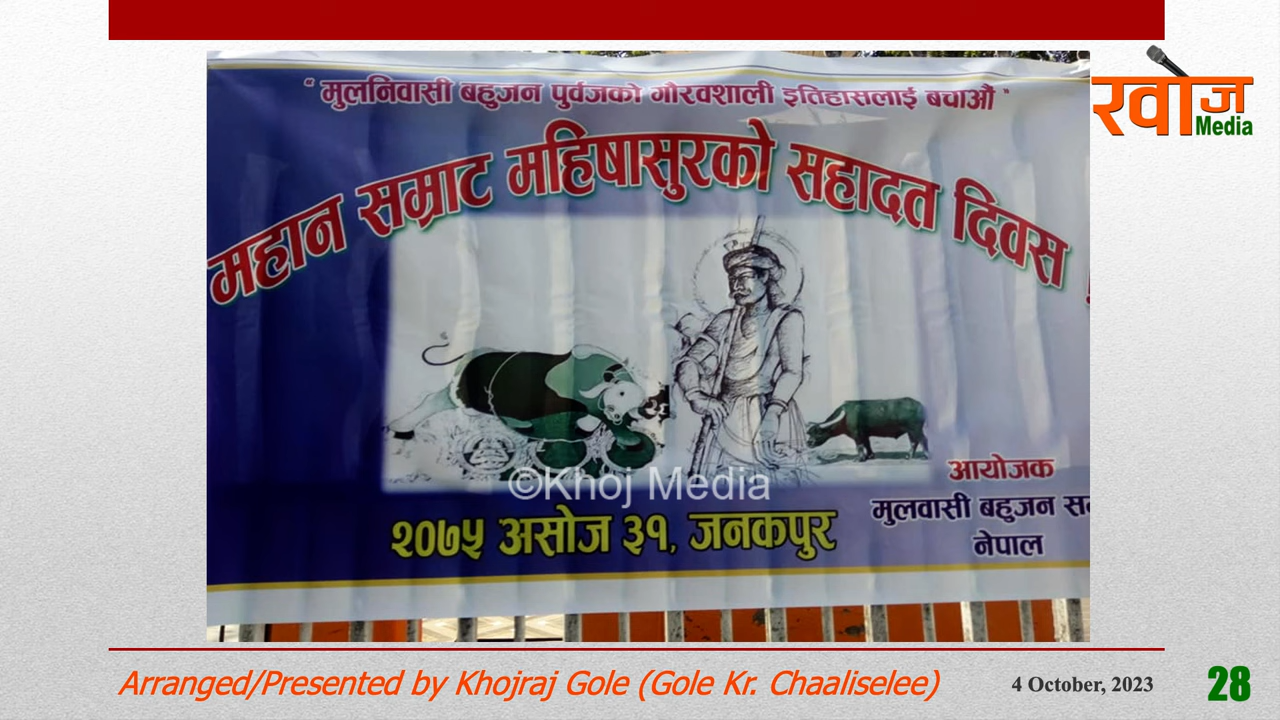 " मुलनिवासी बहुजन पुर्वजको गौरवशाली इतिहासलाई बचाऔं "
महान सम्राट महिषासुरको सहादत दिवस
©Khoj Media
आयोजक
मुलवासी बहुजन
नेपाल
२०७५ असोज ३१, जनकपुर
खोज
Media
Arranged/Presented by Khojraj Gole (Gole Kr. Chaaliselee)
4 October, 2023
28